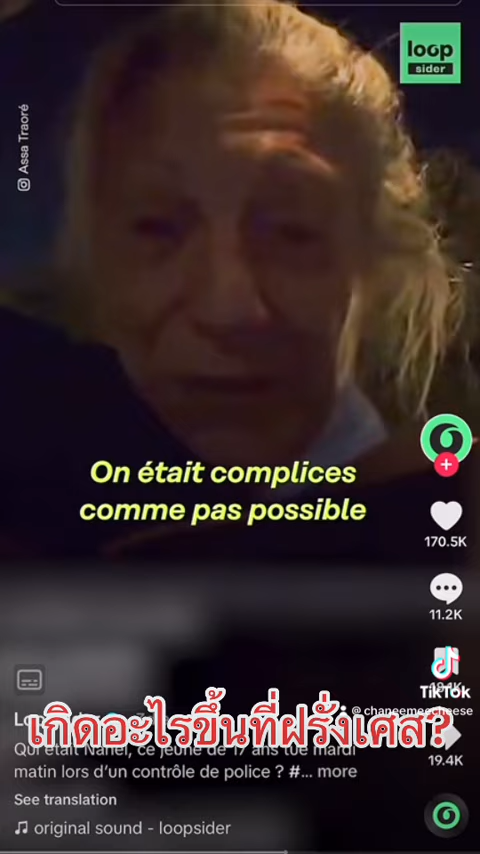 loop
sider
Assa Traoré
On était complices
comme pas possible
170.5K
11.2K
TikTok
@ chaneemeecheese
เกิดอะไรขึ้นที่ฝรั่งเศส?
Qui était Nahel, ce jeune de 17 ans tué mardi
matin lors d'un contrôle de police ? #... more
19.4K
See translation
original sound - loopsider